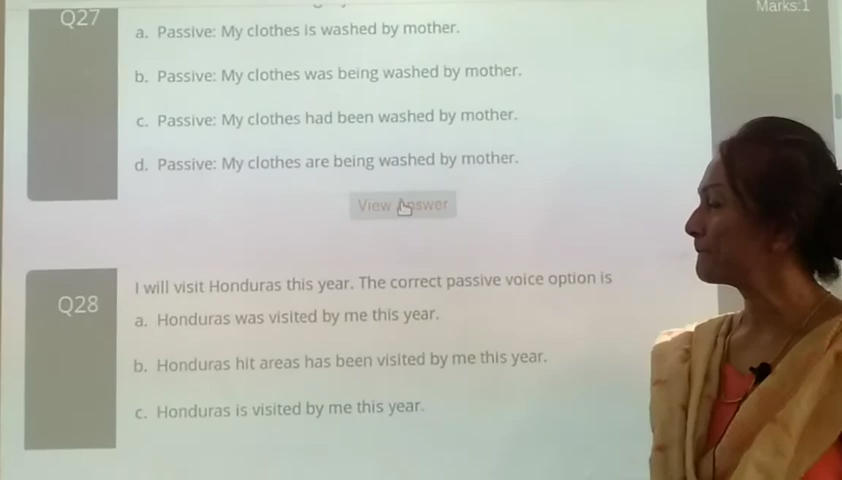 Marks:1
Q27
a. Passive: My clothes is washed by mother.
b. Passive: My clothes was being washed by mother.
c. Passive: My clothes had been washed by mother.
d. Passive: My clothes are being washed by mother.
View Answer
Q28
I will visit Honduras this year. The correct passive voice option is
a. Honduras was visited by me this year.
b. Honduras hit areas has been visited by me this year.
c. Honduras is visited by me this year.